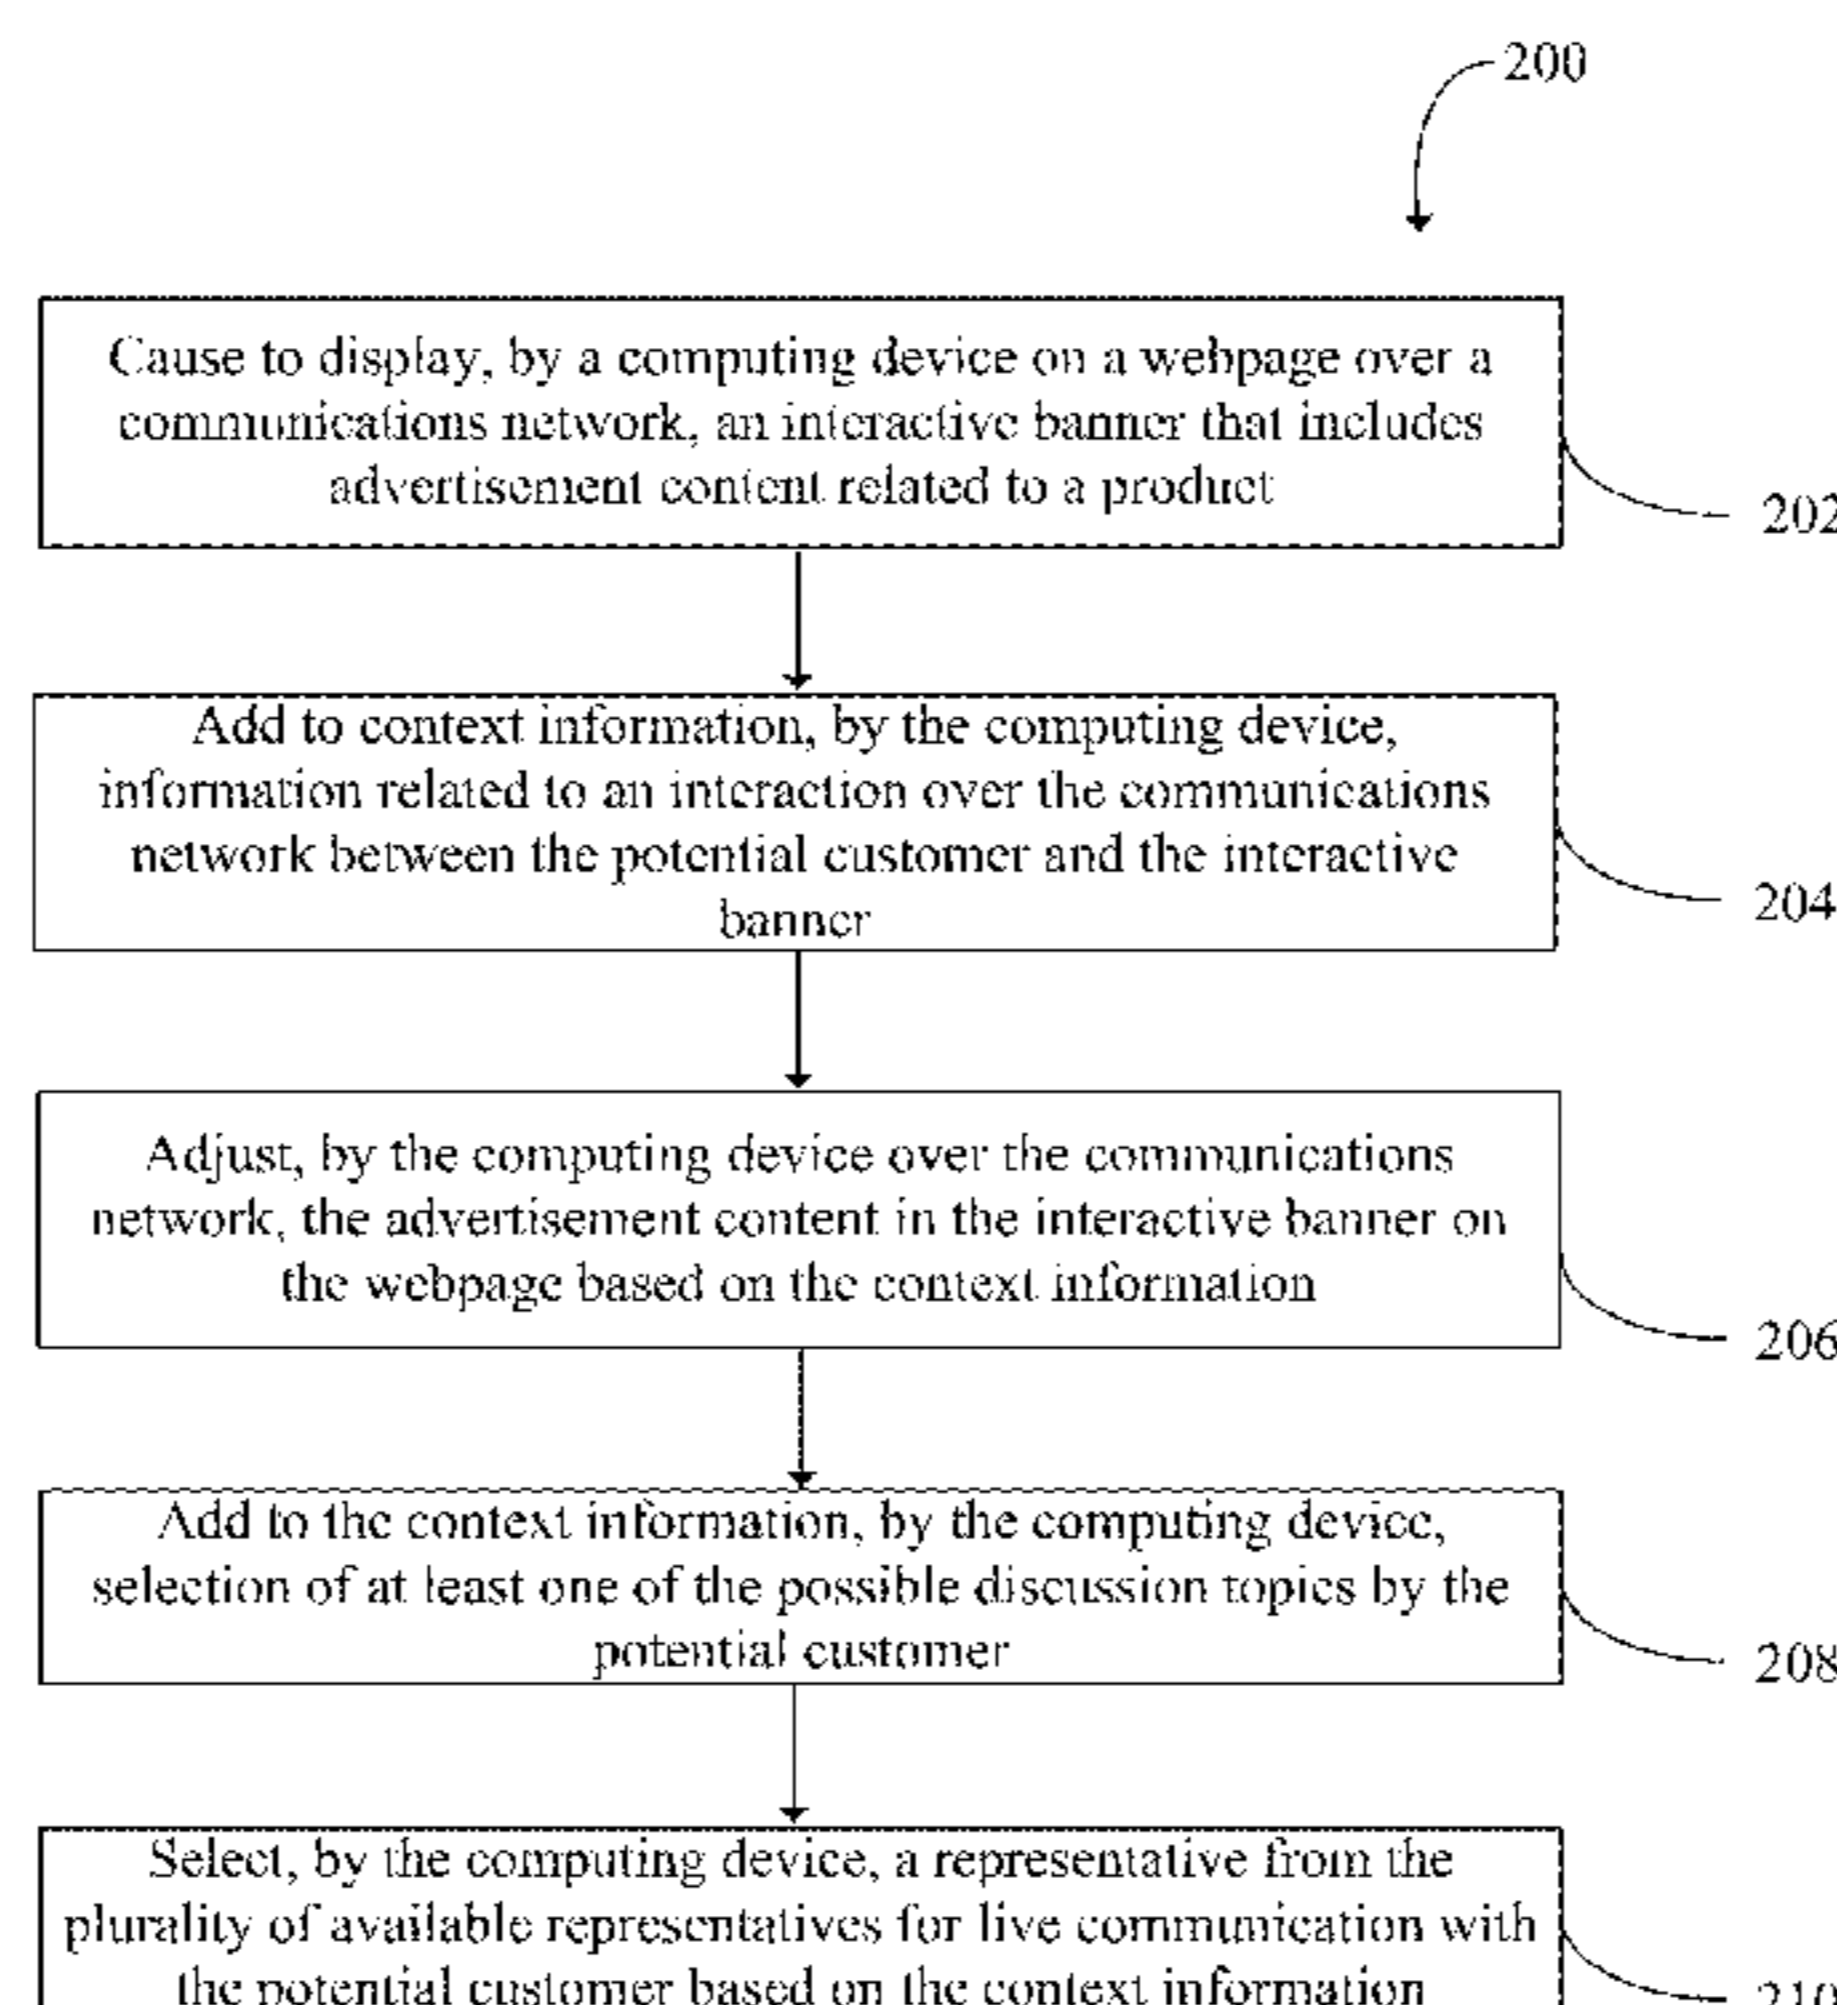 200
Cause to display, by a computing device on a webpage over a
communications network, an interactive banner that includes
advertisement content related to a product
202
Add to context information, by the computing device,
information related to an interaction over the communications
network between the potential customer and the interactive
banner
204
Adjust, by the computing device over the communications
network, the advertisement content in the interactive banner on
the webpage based on the context information
206
Add to the context information, by the computing device,
selection of at least one of the possible discussion topics by the
potential customer
208
Select, by the computing device, a representative from the
plurality of available representatives for live communication with
the potential customer based on the context information
210